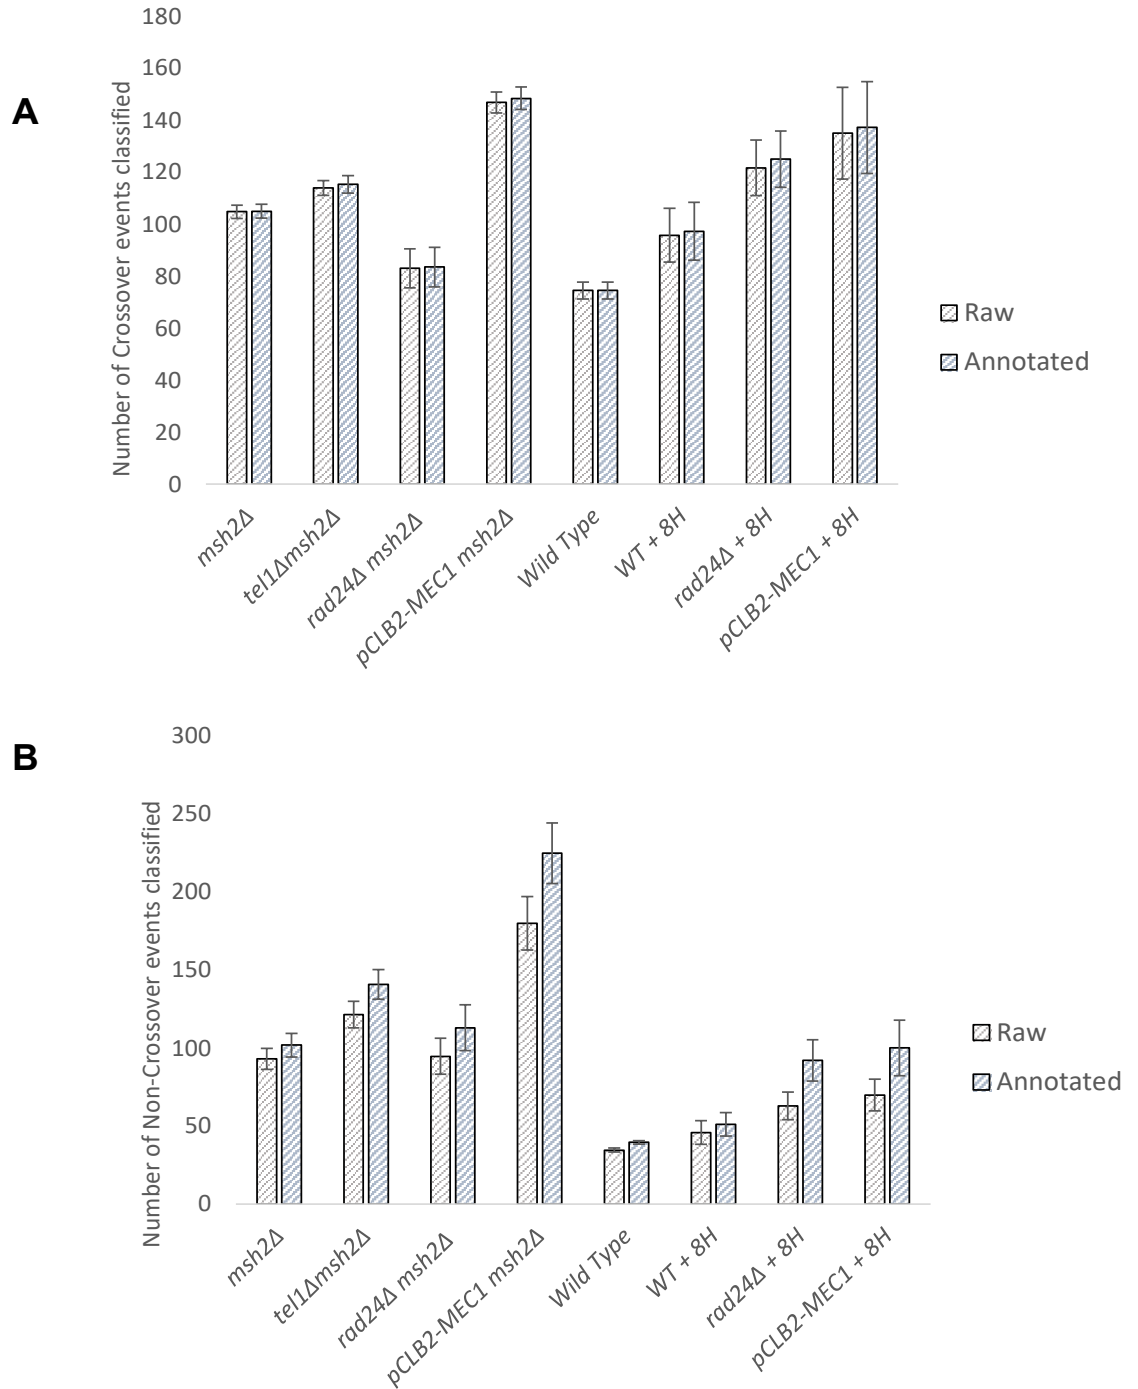 A
Number of Crossover events classified
180
160
140
120
100
80
60
40
20
0
msh2Δ
tel1Δmsh2Δ
rad24Δ msh2Δ
pCLB2-MEC1 msh2Δ
Wild Type
WT + 8H
rad24Δ + 8H
pCLB2-MEC1 + 8H
Raw
Annotated
B
Number of Non-Crossover events classified
300
250
200
150
100
50
0
msh2Δ
tel1Δmsh2Δ
rad24Δ msh2Δ
pCLB2-MEC1 msh2Δ
Wild Type
WT + 8H
rad24Δ + 8H
pCLB2-MEC1 + 8H
Raw
Annotated